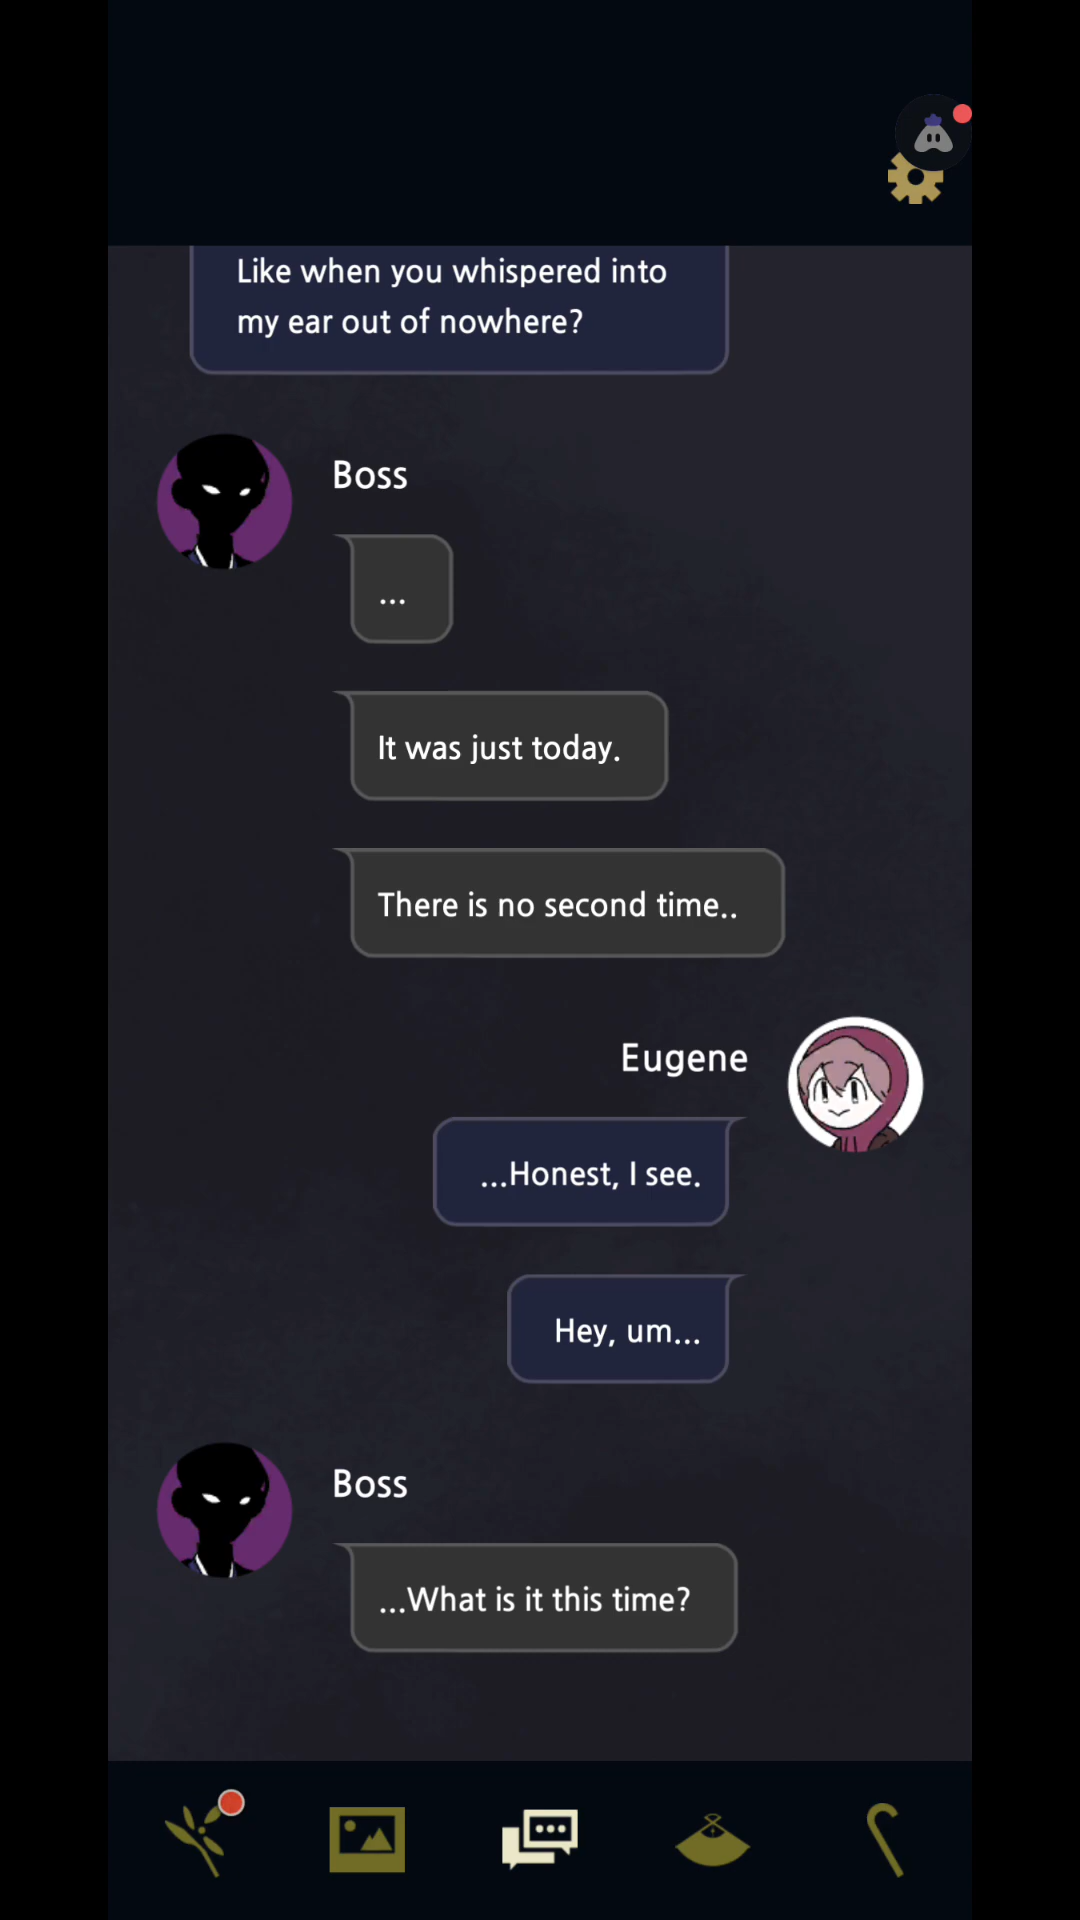 Like when you whispered into
my ear out of nowhere?
Boss
...
It was just today.
There is no second time..
Eugene
...Honest, I see.
Hey, um...
Boss
...What is it this time?